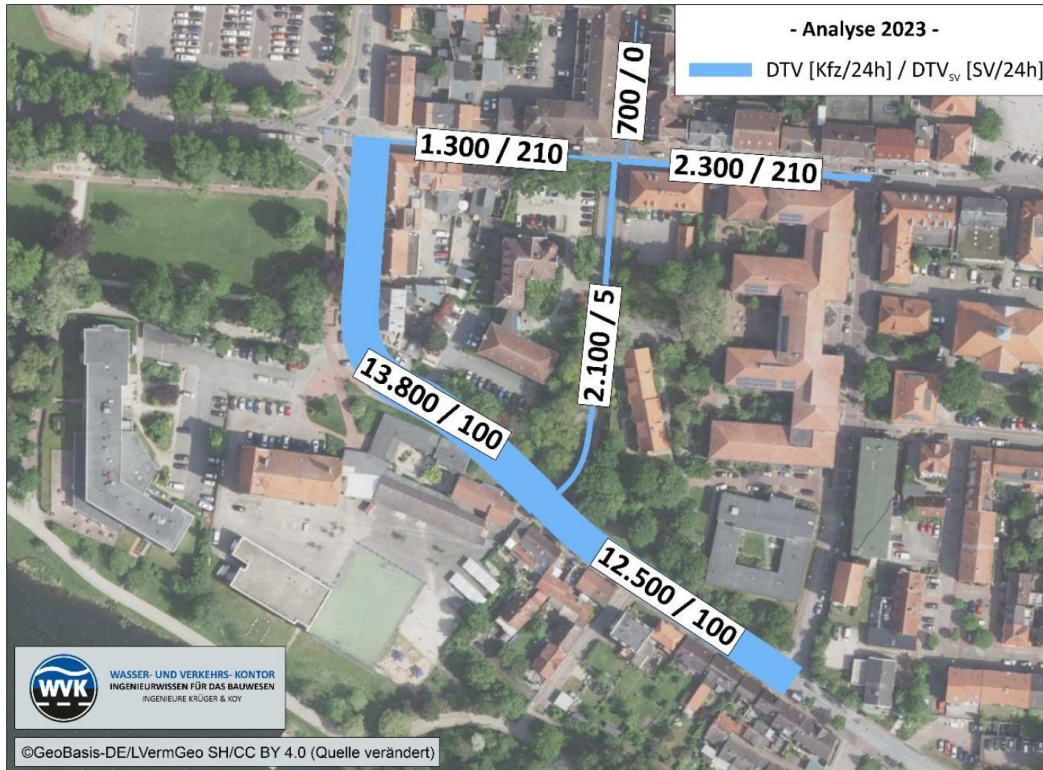 - Analyse 2023 -
DTV [Kfz/24h] / DTVSV [SV/24h]
700 / 0
1.300 / 210
2.300 / 210
2.100 / 5
13.800 / 100
12.500 / 100
WVK
WASSER- UND VERKEHRS- KONTOR
INGENIEURWISSEN FÜR DAS BAUWESEN
INGENIEURE KRÜGER & KOY
©GeoBasis-DE/LVermGeo SH/CC BY 4.0 (Quelle verändert)